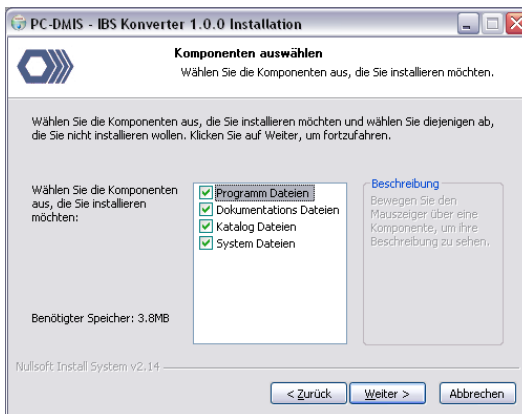 PC-DMIS - IBS Konverter 1.0.0 Installation
Komponenten auswählen
Wählen Sie die Komponenten aus, die Sie installieren möchten.
Wählen Sie die Komponenten aus, die Sie installieren möchten und wählen Sie diejenigen ab,
die Sie nicht installieren wollen. Klicken Sie auf Weiter, um fortzufahren.
Wählen Sie die Komponenten
aus, die Sie installieren
möchten:
Programm Dateien
Dokumentations Dateien
Katalog Dateien
System Dateien
Beschreibung
Bewegen Sie den
Mauszeiger über eine
Komponente, um ihre
Beschreibung zu sehen.
Benötigter Speicher: 3.8MB
Nullsoft Install System v2.14
< Zurück
Weiter >
Abbrechen